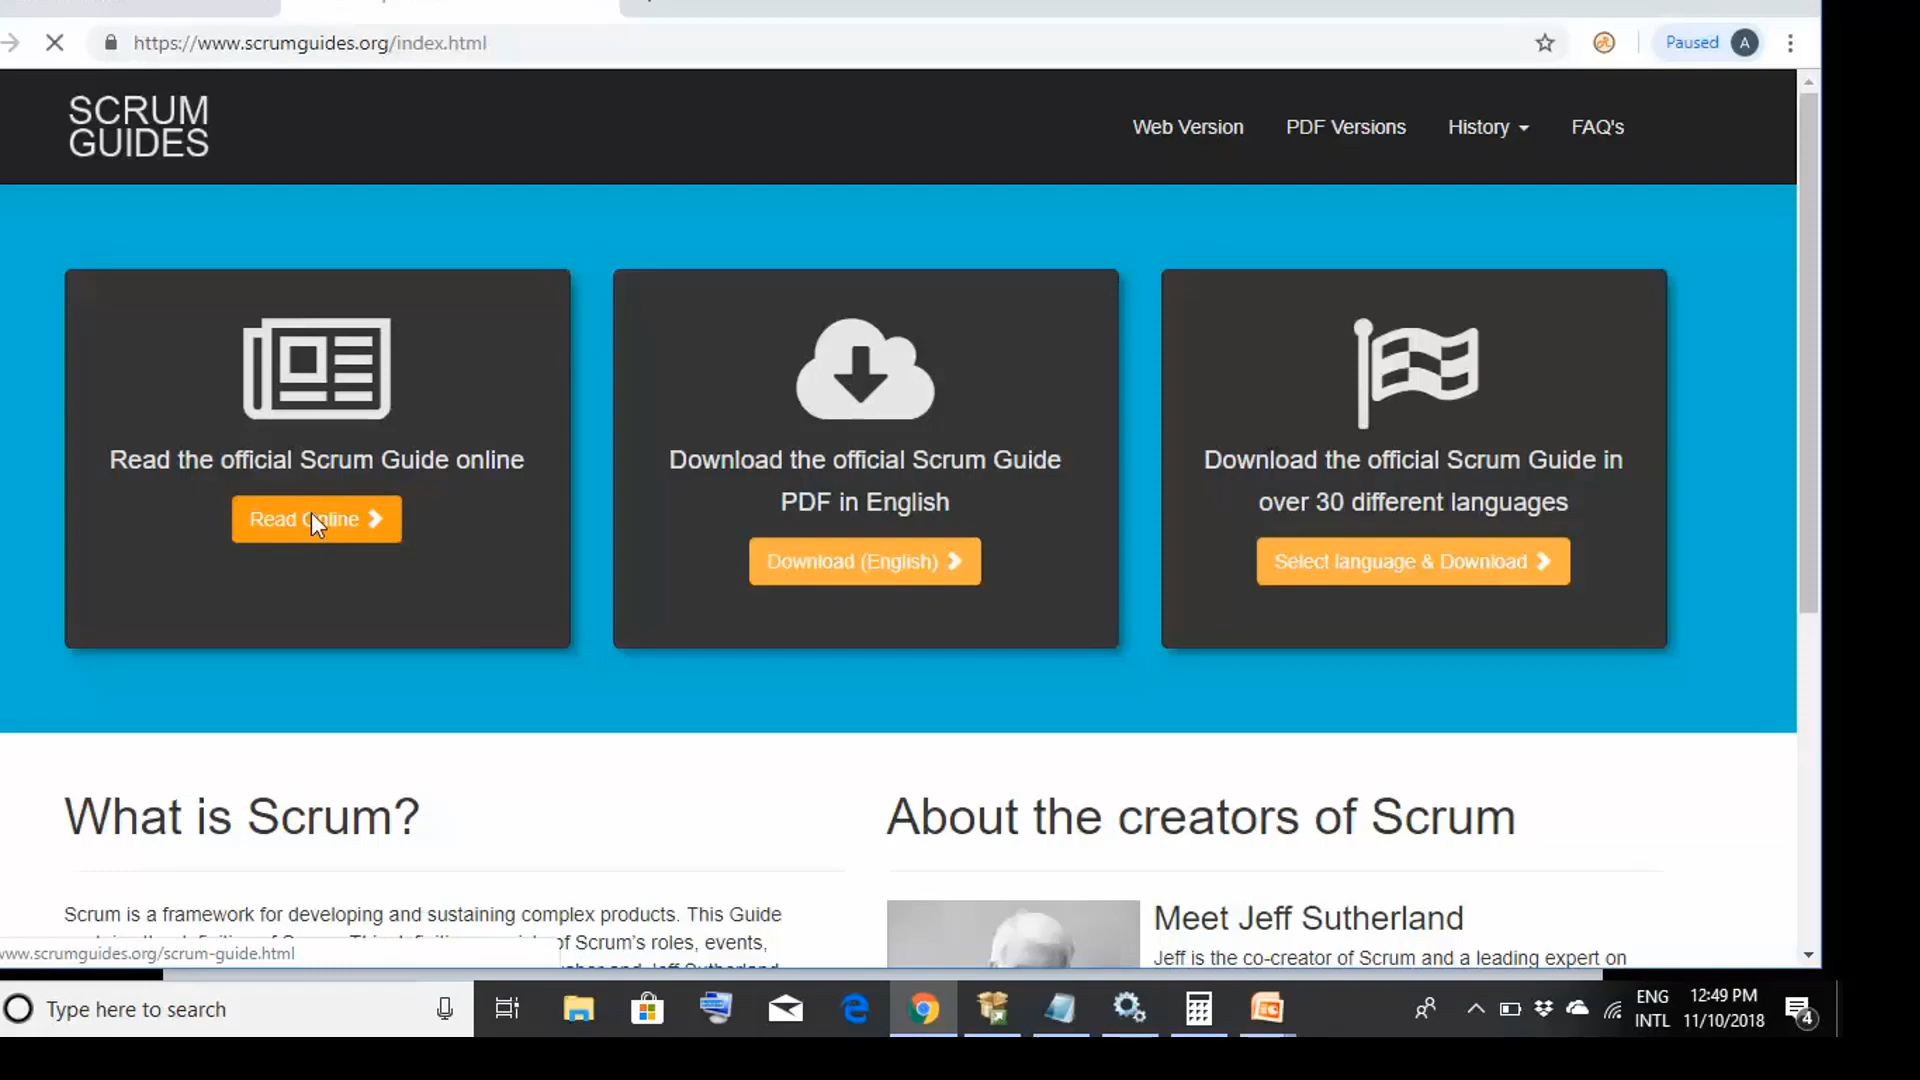 https://www.scrumguides.org/index.html
Paused A
SCRUM
GUIDES
Web Version PDF Versions History FAQ's
Read the official Scrum Guide online
Read Online
Download the official Scrum Guide
PDF in English
Download (English)
Download the official Scrum Guide in
over 30 different languages
Select language & Download
What is Scrum?
Scrum is a framework for developing and sustaining complex products. This Guide
of Scrum's roles, events,
Jeff Sutherland
About the creators of Scrum
Meet Jeff Sutherland
Jeff is the co-creator of Scrum and a leading expert on
www.scrumguides.org/scrum-guide.html
Type here to search
ENG
INTL
12:49 PM
11/10/2018
4